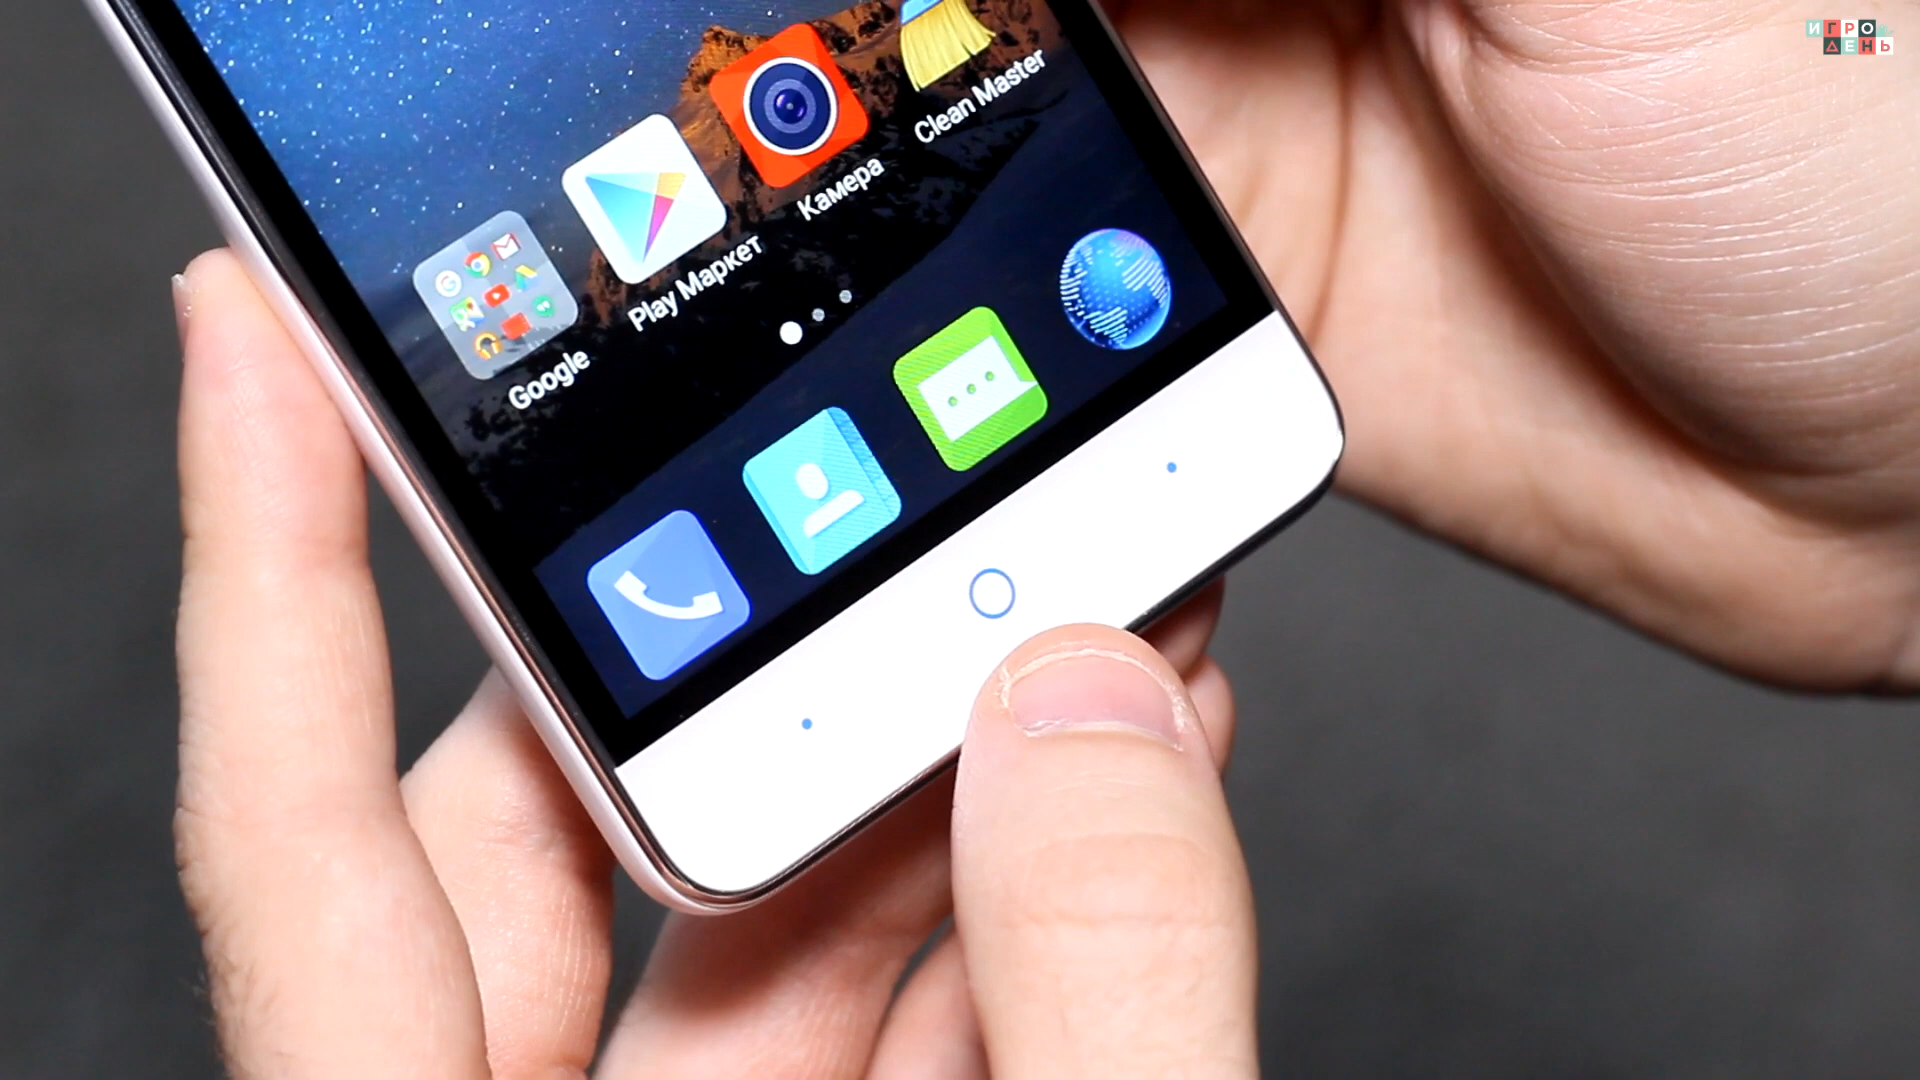 ИГРО
ДЕНЬ
Clean Master
Камера
Play Маркет
Google